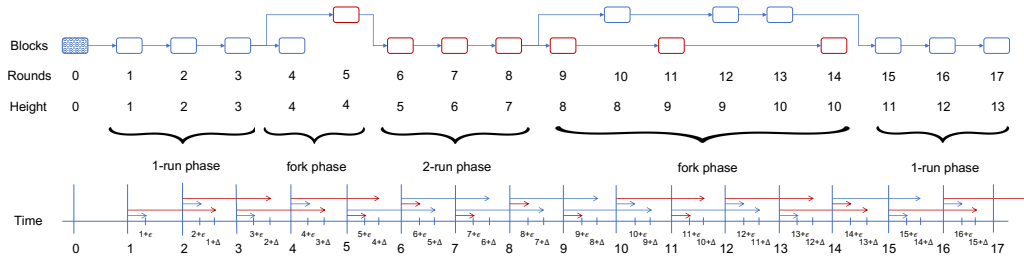 Blocks
Rounds 0 1 2 3 4 5 6 7 8 9 10 11 12 13 14 15 16 17
Height 0 1 2 3 4 4 5 6 7 8 8 9 9 10 10 11 12 13
1-run phase fork phase 2-run phase fork phase 1-run phase
Time
1+ε 2+ε 3+ε 4+ε 5+ε 6+ε 7+ε 8+ε 9+ε 10+ε 11+ε 12+ε 13+ε 14+ε 15+ε 16+ε
1+Δ 2+Δ 3+Δ 4+Δ 5+Δ 6+Δ 7+Δ 8+Δ 9+Δ 10+Δ 11+Δ 12+Δ 13+Δ 14+Δ 15+Δ
0 1 2 3 4 5 6 7 8 9 10 11 12 13 14 15 16 17